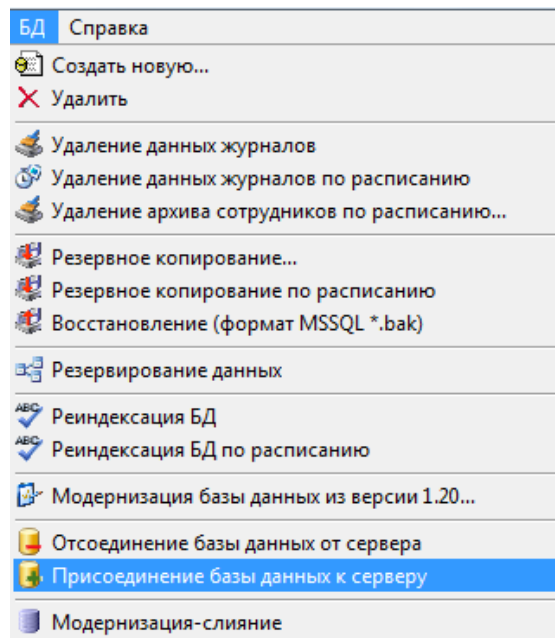 БД Справка
Создать новую...
Удалить
Удаление данных журналов
Удаление данных журналов по расписанию
Удаление архива сотрудников по расписанию...
Резервное копирование...
Резервное копирование по расписанию
Восстановление (формат MSSQL *.bak)
Резервирование данных
Реиндексация БД
Реиндексация БД по расписанию
Модернизация базы данных из версии 1.20...
Отсоединение базы данных от сервера
Присоединение базы данных к серверу
Модернизация-слияние